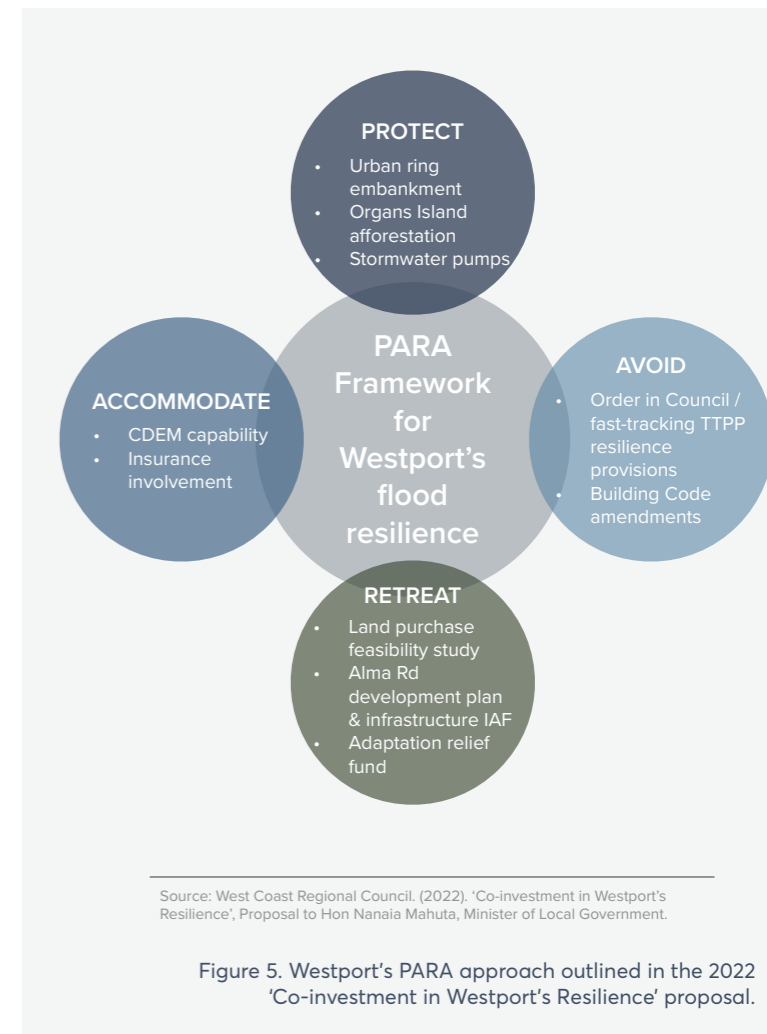 PROTECT
• Urban ring
embankment
• Organs Island
afforestation
• Stormwater pumps
PARA
Framework
for
Westport's
flood
resilience
ACCOMMODATE
• CDEM capability
• Insurance
involvement
AVOID
• Order in Council /
fast-tracking TTPP
resilience
provisions
• Building Code
amendments
RETREAT
• Land purchase
feasibility study
• Alma Rd
development plan
& infrastructure IAF
• Adaptation relief
fund
Source: West Coast Regional Council. (2022). ‘Co-investment in Westport’s
Resilience’, Proposal to Hon Nanaia Mahuta, Minister of Local Government.
Figure 5. Westport’s PARA approach outlined in the 2022
‘Co-investment in Westport’s Resilience’ proposal.